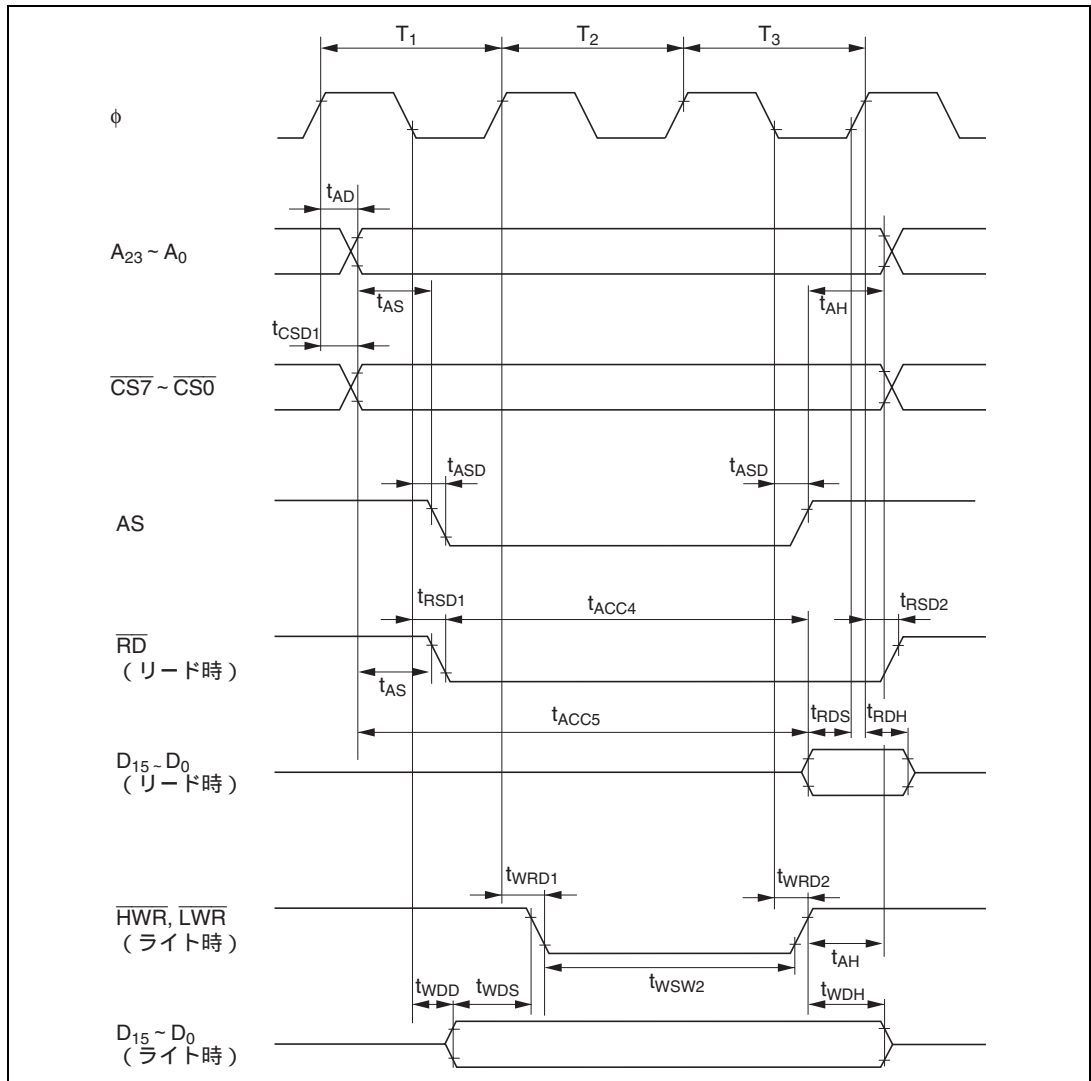 T1 T2 T3
φ
tAD
A23 ~ A0
tAS tAH
tCSD1
CS7 ~ CS0
tASD tASD
AS
tRSD1 tACC4 tRSD2
RD
（リード時）
tAS
tACC5 tRDS tRDH
D15 ~ D0
（リード時）
tWRD1 tWRD2
HWR, LWR
（ライト時）
tAH
tWSW2
tWDD tWDS tWDH
D15 ~ D0
（ライト時）